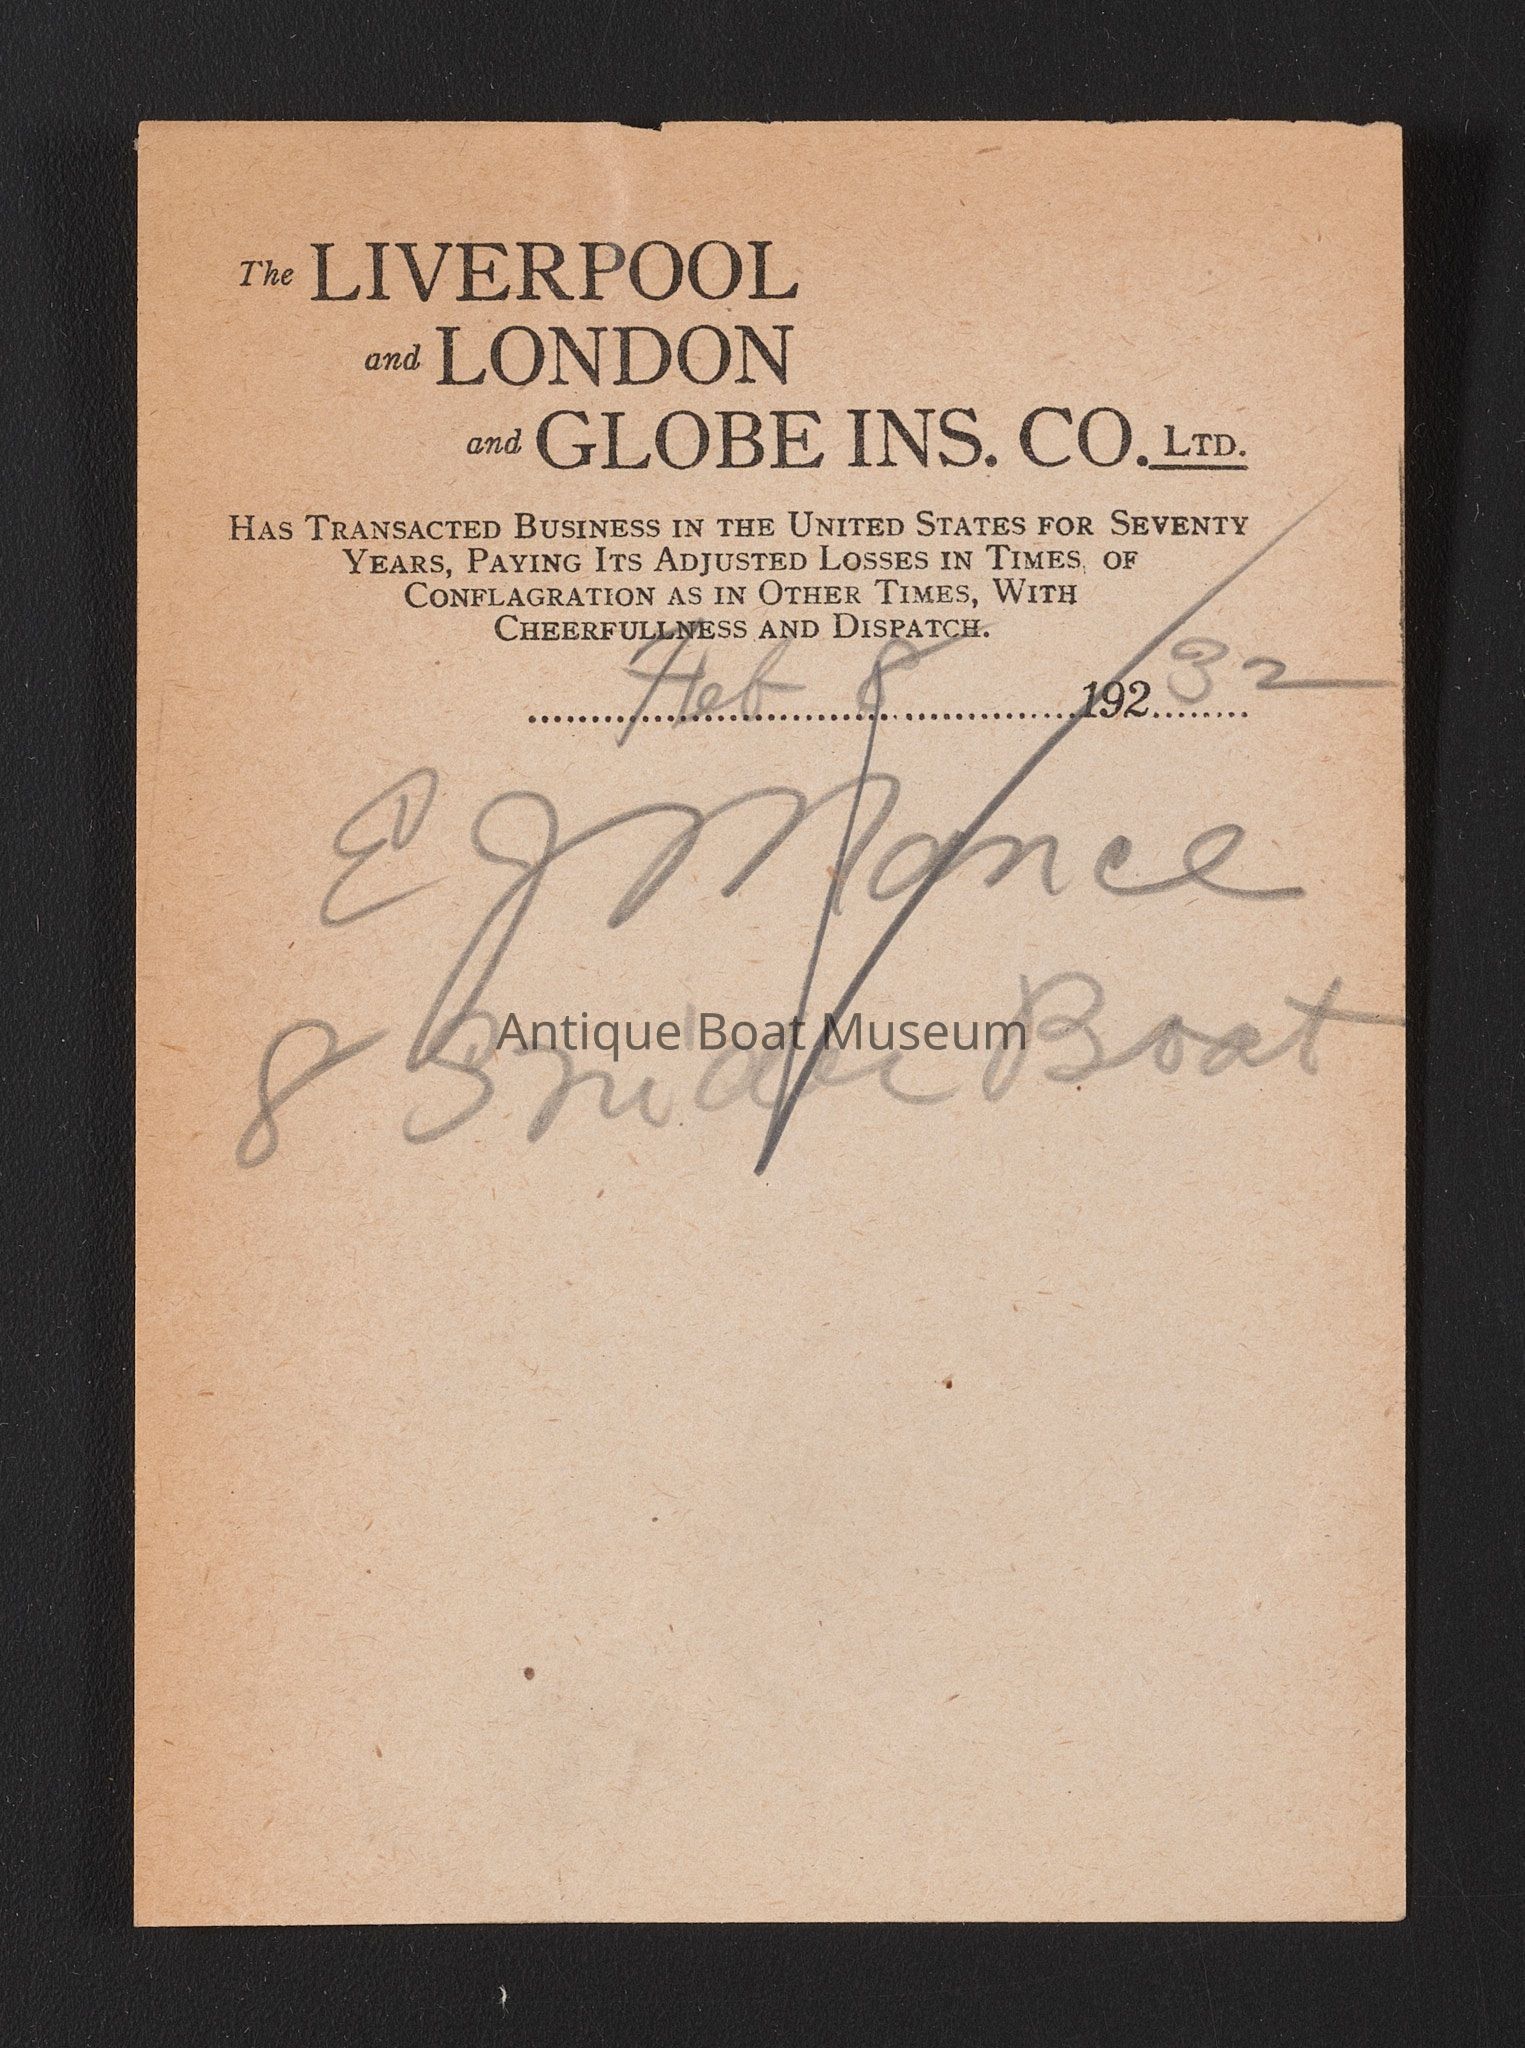 The LIVERPOOL
and LONDON
and GLOBE INS. CO. LTD.
HAS TRANSACTED BUSINESS IN THE UNITED STATES FOR SEVENTY
YEARS, PAYING ITS ADJUSTED LOSSES IN TIMES OF
CONFLAGRATION AS IN OTHER TIMES, WITH
CHEERFULLNESS AND DISPATCH.
Feb 8 192 32
E J Mance
Antique Boat Museum
8 Boat